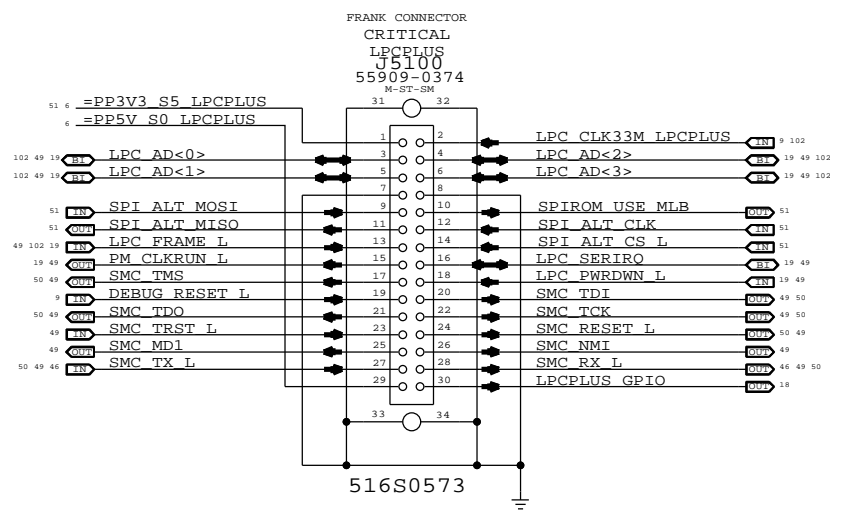 FRANK CONNECTOR
CRITICAL
LPCPLUS
J5100
55909-0374
M-ST-SM
31 32
51 6 =PP3V3_S5_LPCPLUS
6 =PP5V_S0_LPCPLUS
1 2 LPC_CLK33M_LPCPLUS IN 9 102
102 49 19 BI LPC_AD<0> 3 4 LPC_AD<2> BI 19 49 102
102 49 19 BI LPC_AD<1> 5 6 LPC_AD<3> BI 19 49 102
7 8
51 IN SPI_ALT_MOSI 9 10 SPIROM_USE_MLB OUT 51
51 OUT SPI_ALT_MISO 11 12 SPI_ALT_CLK IN 51
49 102 19 IN LPC_FRAME_L 13 14 SPI_ALT_CS_L IN 51
19 49 OUT PM_CLKRUN_L 15 16 LPC_SERIRQ BI 19 49
50 49 OUT SMC_TMS 17 18 LPC_PWRDWN_L IN 19 49
9 IN DEBUG_RESET_L 19 20 SMC_TDI OUT 49 50
50 49 OUT SMC_TDO 21 22 SMC_TCK OUT 49 50
49 IN SMC_TRST_L 23 24 SMC_RESET_L OUT 50 49
49 OUT SMC_MD1 25 26 SMC_NMI OUT 49
50 49 46 IN SMC_TX_L 27 28 SMC_RX_L OUT 46 49 50
29 30 LPCPLUS_GPIO OUT 18
33 34
516S0573